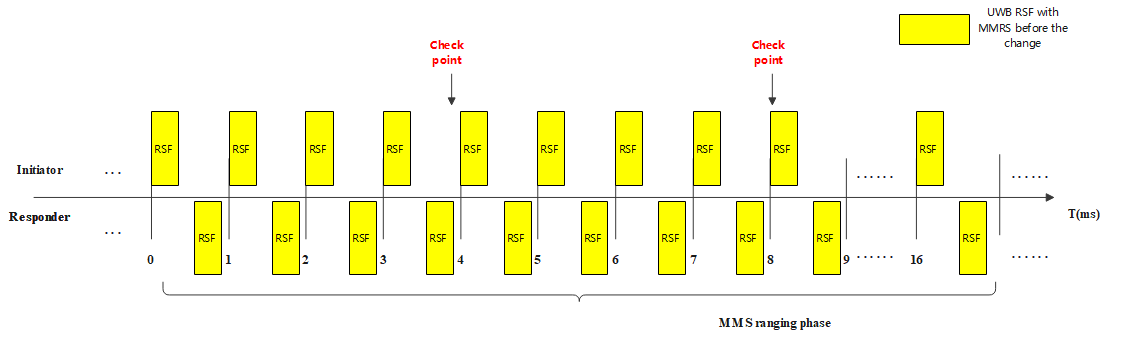 UWB RSF with
MMRS before the
change
Check
point
Check
point
RSF
RSF
RSF
RSF
RSF
RSF
RSF
RSF
RSF
RSF
Initiator
...
......
......
Responder
T(ms)
...
RSF
RSF
RSF
RSF
RSF
RSF
RSF
RSF
RSF
RSF
0
1
2
3
4
5
6
7
8
9
......
16
......
MMS ranging phase